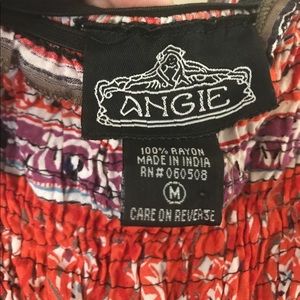 ANGIE
100% RAYON
MADE IN INDIA
RN# 060508
M
CARE ON REVERSE